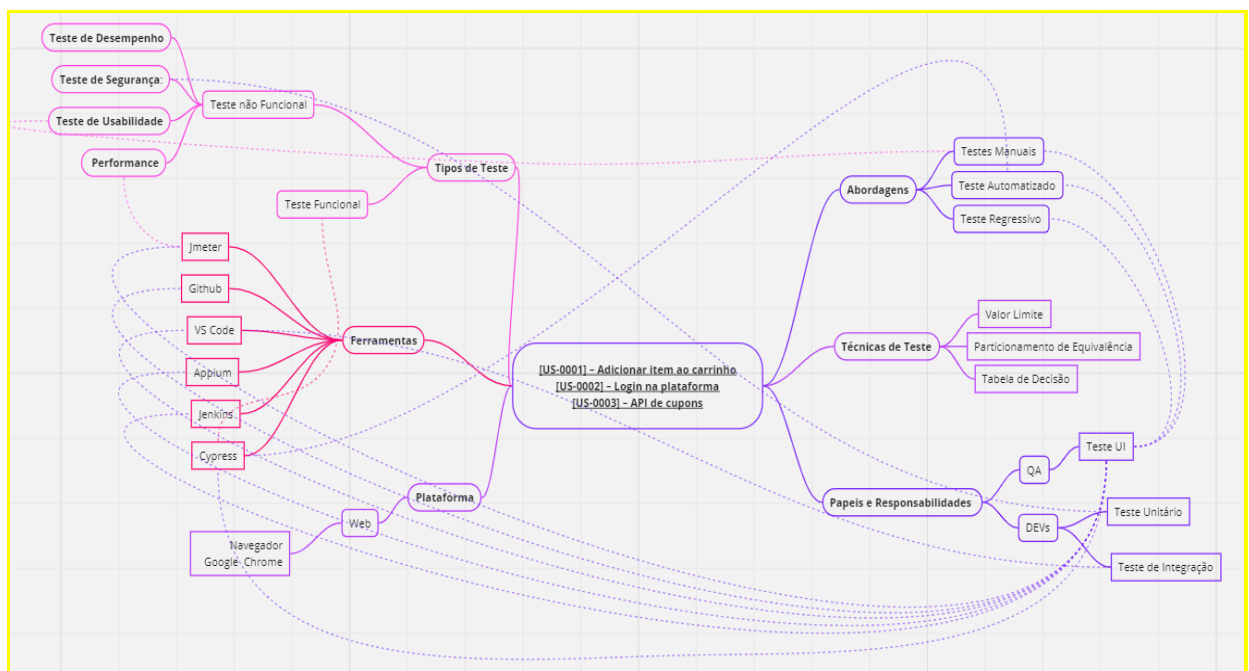 Teste de Desempenho
Teste de Segurança:
Teste de Usabilidade
Performance
Teste não Funcional
Teste Funcional
Tipos de Teste
Jmeter
Github
VS Code
Appium
Jenkins
Cypress
Ferramentas
Navegador
Google Chrome
Web
Plataforma
[US-0001] – Adicionar item ao carrinho
[US-0002] – Login na plataforma
[US-0003] – API de cupons
Abordagens
Testes Manuais
Teste Automatizado
Teste Regressivo
Técnicas de Teste
Valor Limite
Particionamento de Equivalência
Tabela de Decisão
Papeis e Responsabilidades
QA
Teste UI
DEVs
Teste Unitário
Teste de Integração